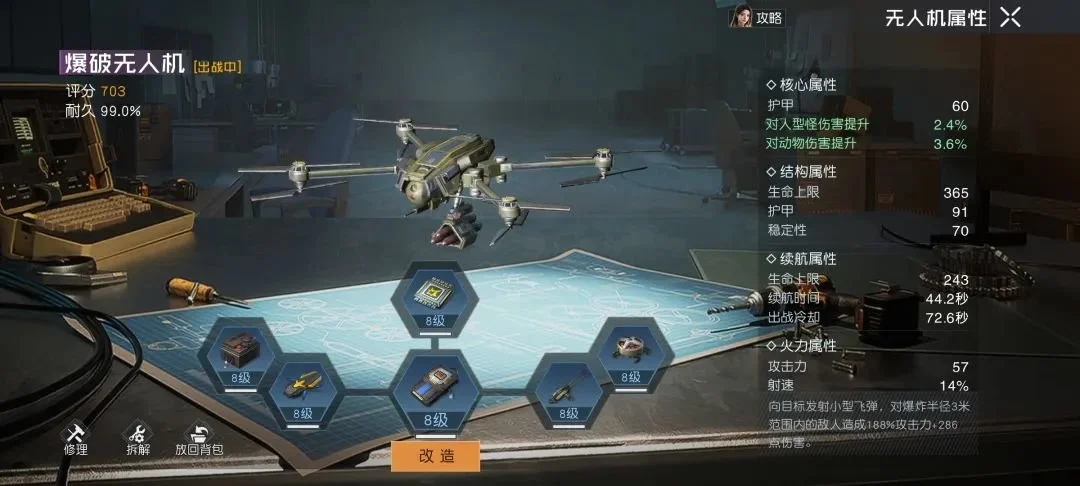 攻略
无人机属性
爆破无人机 [出战中]
评分 703
耐久 99.0%
核心属性
护甲 60
对人型怪伤害提升 2.4%
对动物伤害提升 3.6%
结构属性
生命上限 365
护甲 91
稳定性 70
续航属性
生命上限 243
续航时间 44.2秒
出战冷却 72.6秒
火力属性
攻击力 57
射速 14%
向目标发射小型飞弹，对爆炸半径3米
范围内的敌人造成188%攻击力+286
点伤害。
8级
8级
8级
8级
8级
8级
修理
拆解
放回背包
改造